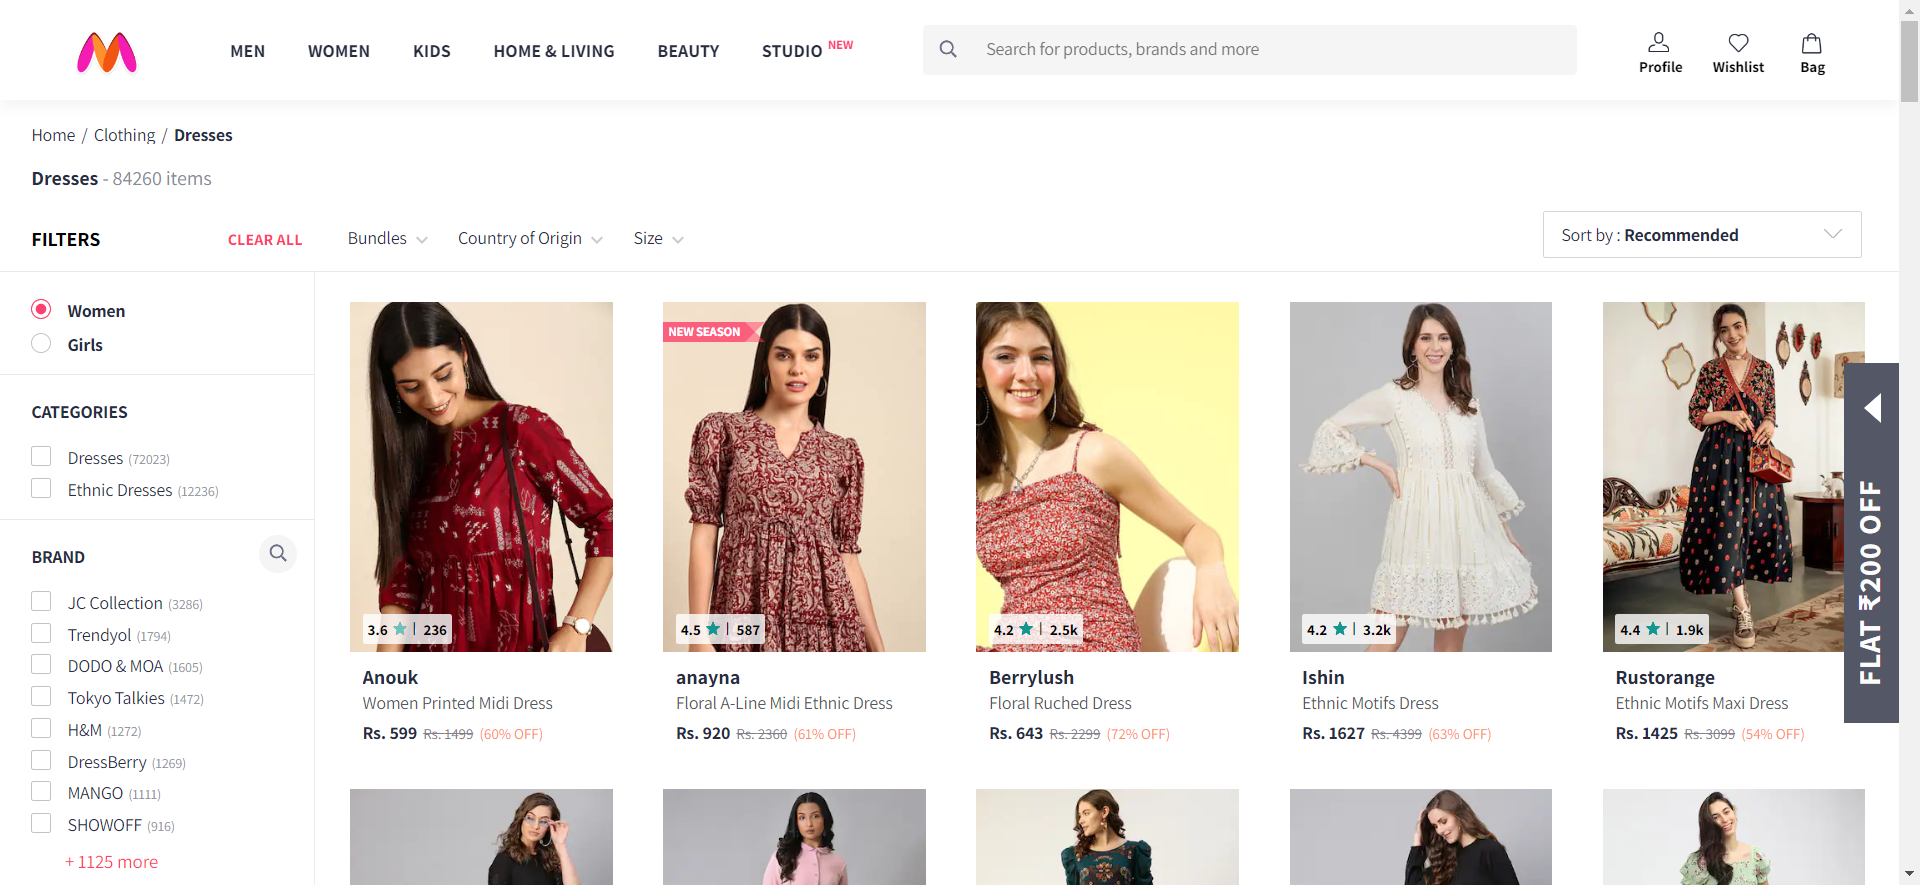 MEN WOMEN KIDS HOME & LIVING BEAUTY STUDIO NEW
Search for products, brands and more
Profile Wishlist Bag
Home / Clothing / Dresses
Dresses - 84260 items
FILTERS CLEAR ALL
Bundles Country of Origin Size
Sort by : Recommended
Women
Girls
CATEGORIES
Dresses (72023)
Ethnic Dresses (12236)
BRAND
JC Collection (3286)
Trendyol (1794)
DODO & MOA (1605)
Tokyo Talkies (1472)
H&M (1272)
DressBerry (1269)
MANGO (1111)
SHOWOFF (916)
+ 1125 more
3.6 ★ | 236
Anouk
Women Printed Midi Dress
Rs. 599 Rs. 1499 (60% OFF)
NEW SEASON
4.5 ★ | 587
anayna
Floral A-Line Midi Ethnic Dress
Rs. 920 Rs. 2360 (61% OFF)
4.2 ★ | 2.5k
Berrylush
Floral Ruched Dress
Rs. 643 Rs. 2299 (72% OFF)
4.2 ★ | 3.2k
Ishin
Ethnic Motifs Dress
Rs. 1627 Rs. 4399 (63% OFF)
4.4 ★ | 1.9k
Rustorange
Ethnic Motifs Maxi Dress
Rs. 1425 Rs. 3099 (54% OFF)
FLAT ₹200 OFF